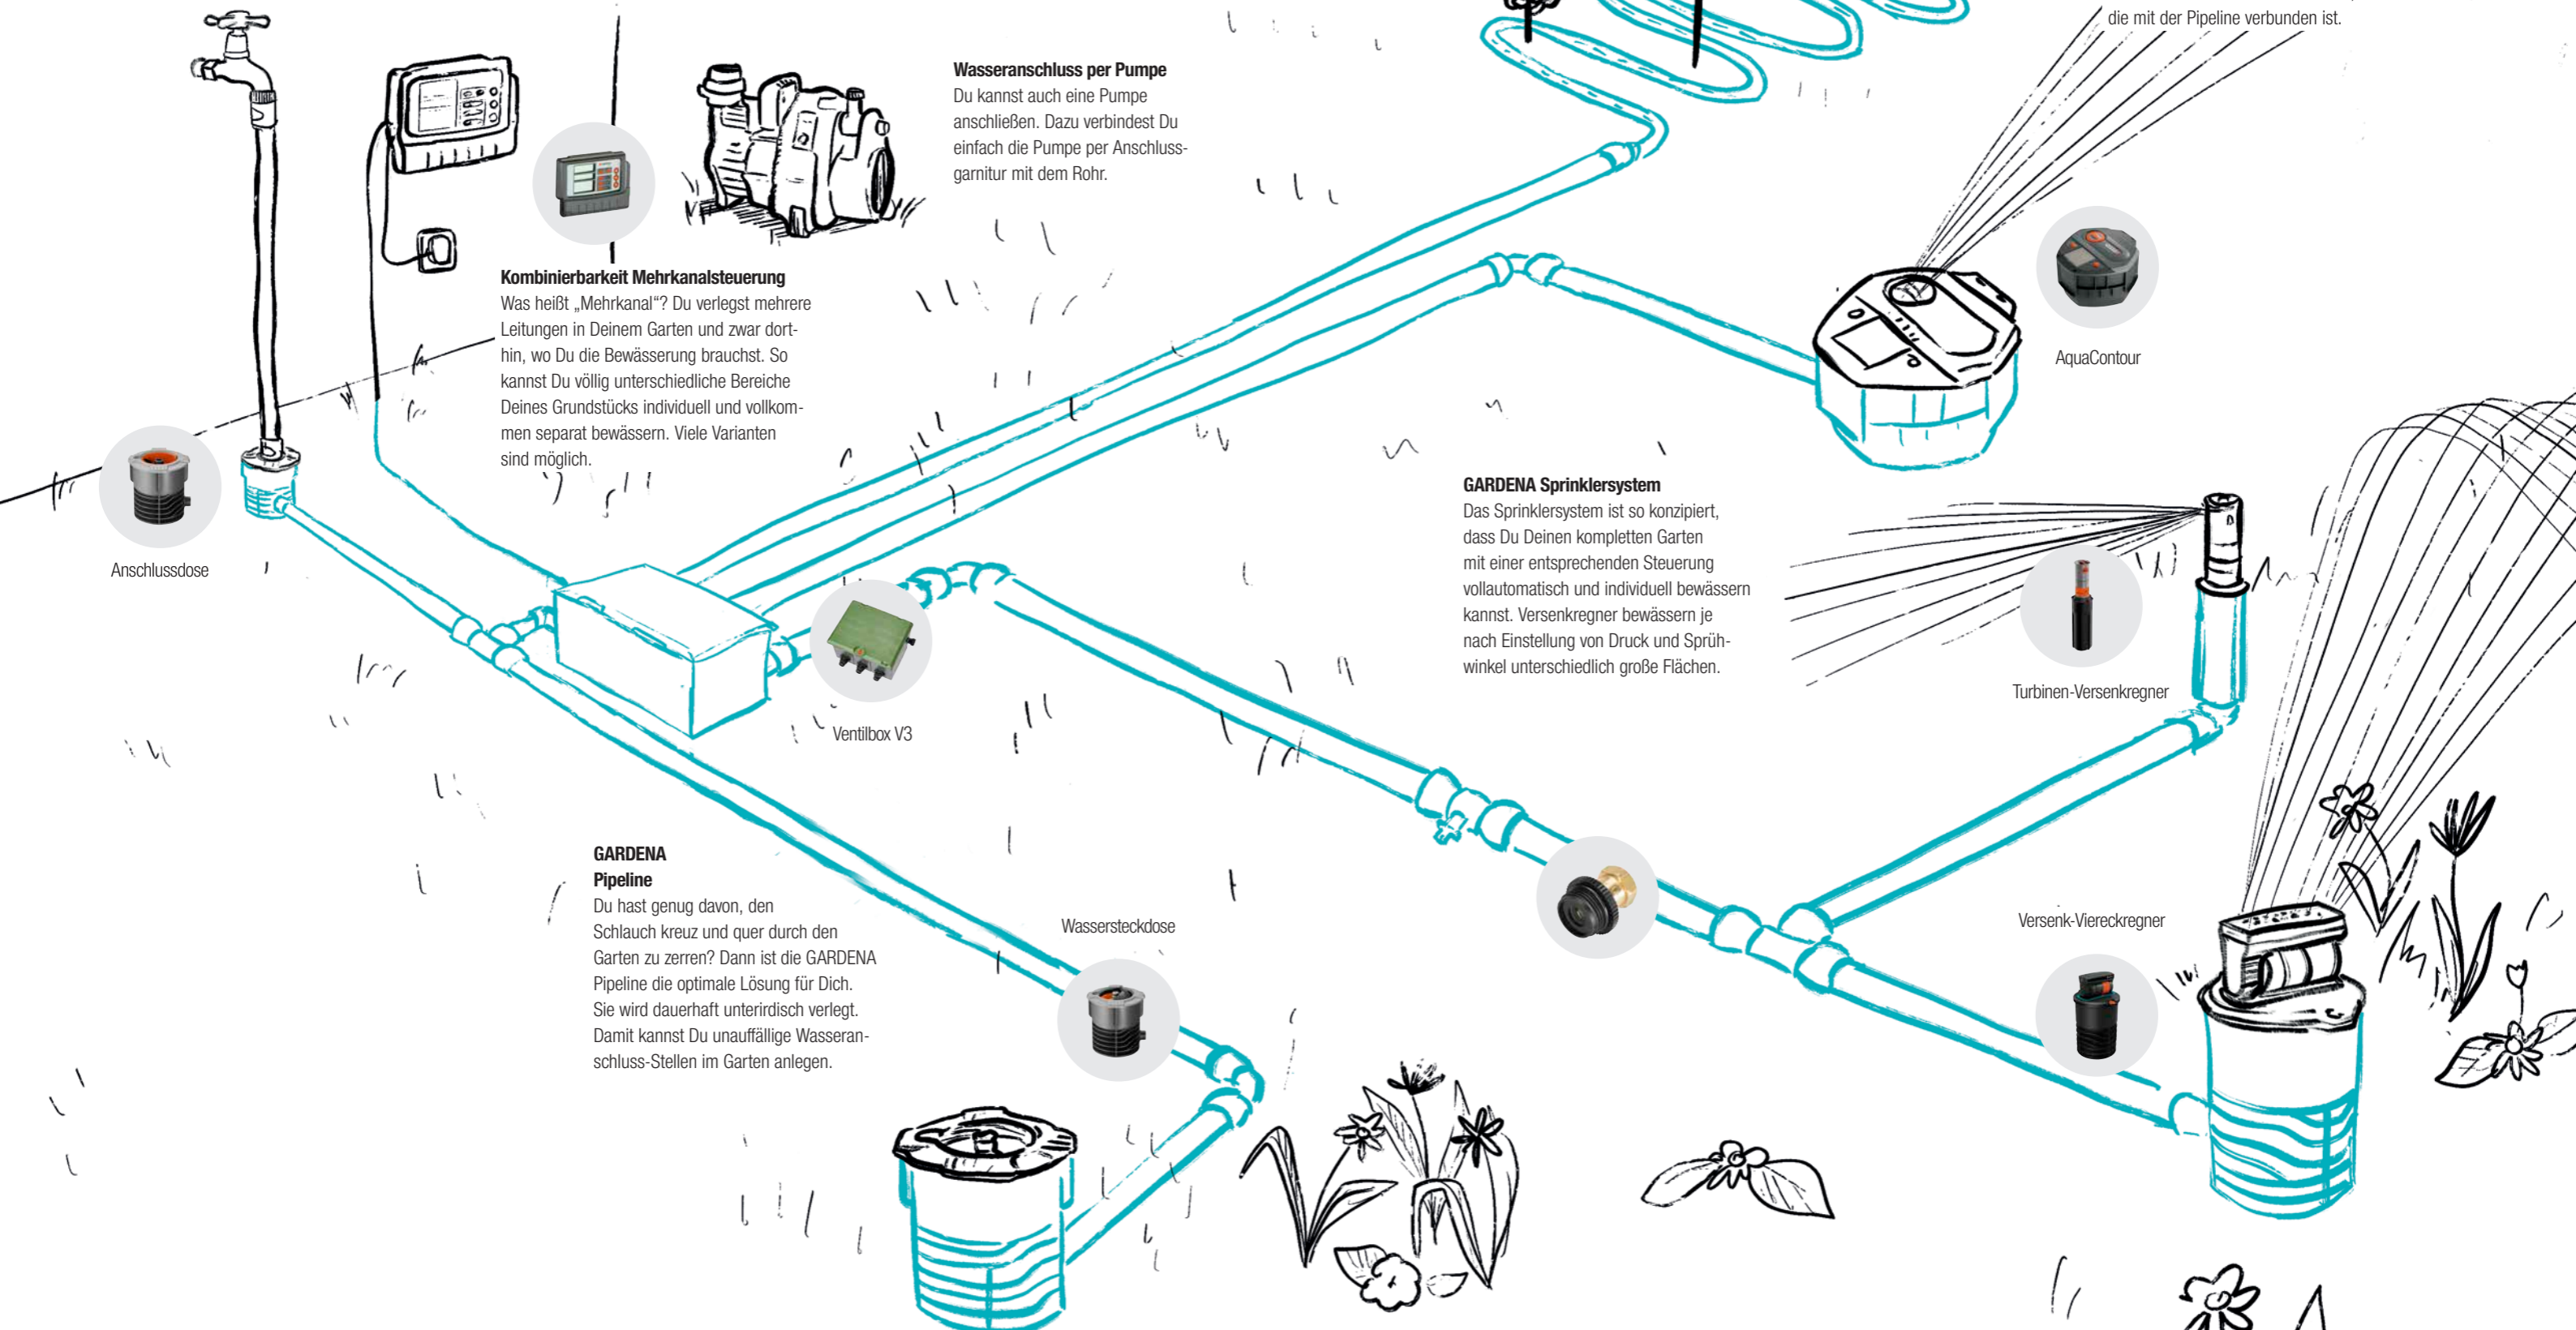 die mit der Pipeline verbunden ist.
Wasseranschluss per Pumpe
Du kannst auch eine Pumpe
anschließen. Dazu verbindest Du
einfach die Pumpe per Anschluss-
garnitur mit dem Rohr.
Kombinierbarkeit Mehrkanalsteuerung
Was heißt „Mehrkanal“? Du verlegst mehrere
Leitungen in Deinem Garten und zwar dort-
hin, wo Du die Bewässerung brauchst. So
kannst Du völlig unterschiedliche Bereiche
Deines Grundstücks individuell und vollkom-
men separat bewässern. Viele Varianten
sind möglich.
AquaContour
Anschlussdose
GARDENA Sprinklersystem
Das Sprinklersystem ist so konzipiert,
dass Du Deinen kompletten Garten
mit einer entsprechenden Steuerung
vollautomatisch und individuell bewässern
kannst. Versenkregner bewässern je
nach Einstellung von Druck und Sprüh-
winkel unterschiedlich große Flächen.
Turbinen-Versenkregner
Ventilbox V3
GARDENA
Pipeline
Du hast genug davon, den
Schlauch kreuz und quer durch den
Garten zu zerren? Dann ist die GARDENA
Pipeline die optimale Lösung für Dich.
Sie wird dauerhaft unterirdisch verlegt.
Damit kannst Du unauffällige Wasseran-
schluss-Stellen im Garten anlegen.
Wassersteckdose
Versenk-Viereckregner